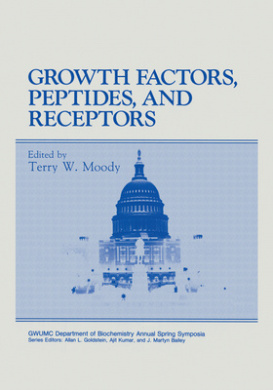 GROWTH FACTORS,
PEPTIDES, AND
RECEPTORS
Edited by
Terry W. Moody
GWUMC Department of Biochemistry Annual Spring Symposia
Series Editors: Allan L. Goldstein, Ajit Kumar, and J. Martyn Bailey